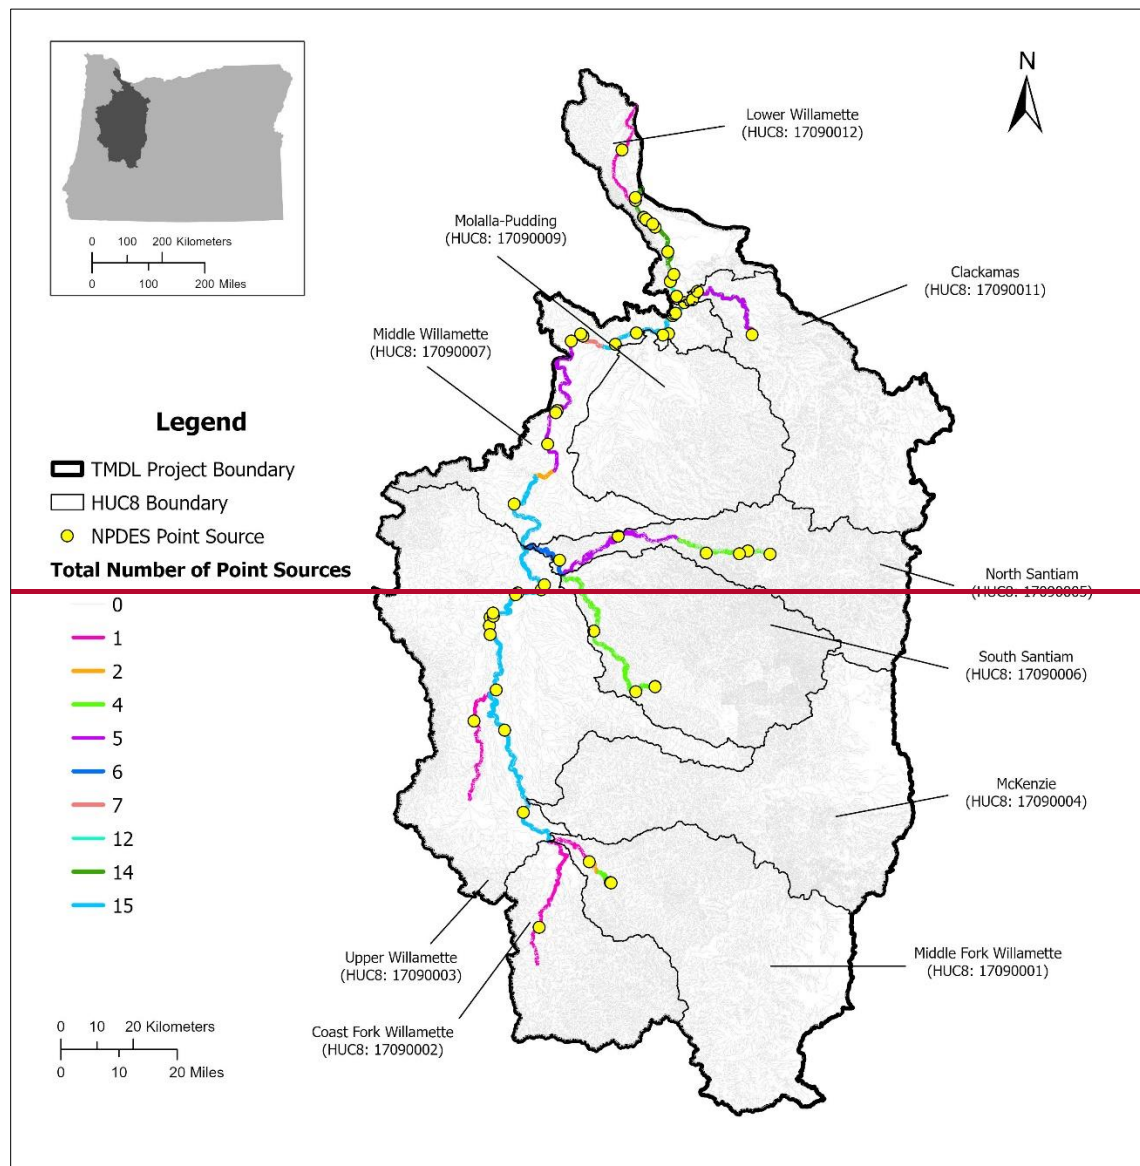 0 100 200 Kilometers
0 100 200 Miles
N
Lower Willamette
(HUC8: 17090012)
Molalla-Pudding
(HUC8: 17090009)
Clackamas
(HUC8: 17090011)
Middle Willamette
(HUC8: 17090007)
Legend
TMDL Project Boundary
HUC8 Boundary
NPDES Point Source
Total Number of Point Sources
0
1
2
4
5
6
7
12
14
15
North Santiam
(HUC8: 17090005)
South Santiam
(HUC8: 17090006)
McKenzie
(HUC8: 17090004)
Upper Willamette
(HUC8: 17090003)
Middle Fork Willamette
(HUC8: 17090001)
Coast Fork Willamette
(HUC8: 17090002)
0 10 20 Kilometers
0 10 20 Miles